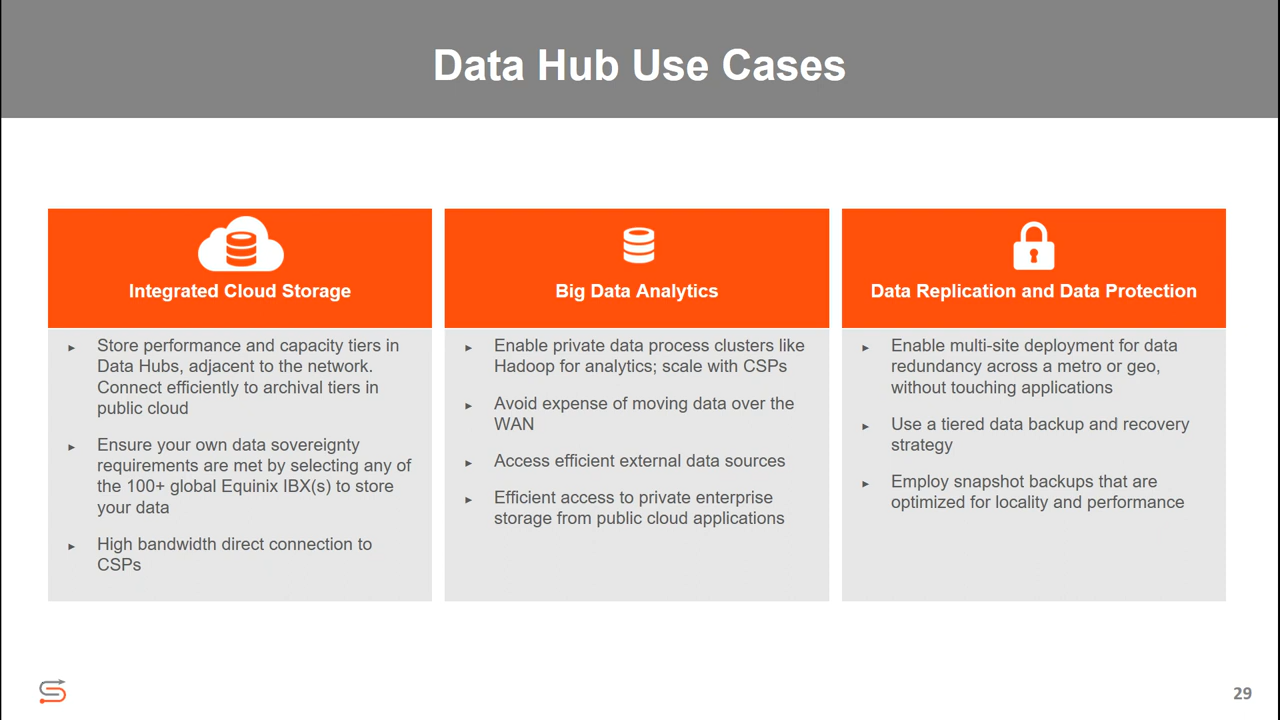 Data Hub Use Cases
Integrated Cloud Storage
▸ Store performance and capacity tiers in
Data Hubs, adjacent to the network.
Connect efficiently to archival tiers in
public cloud
▸ Ensure your own data sovereignty
requirements are met by selecting any of
the 100+ global Equinix IBX(s) to store
your data
▸ High bandwidth direct connection to
CSPs
Big Data Analytics
▸ Enable private data process clusters like
Hadoop for analytics; scale with CSPs
▸ Avoid expense of moving data over the
WAN
▸ Access efficient external data sources
▸ Efficient access to private enterprise
storage from public cloud applications
Data Replication and Data Protection
▸ Enable multi-site deployment for data
redundancy across a metro or geo,
without touching applications
▸ Use a tiered data backup and recovery
strategy
▸ Employ snapshot backups that are
optimized for locality and performance
29